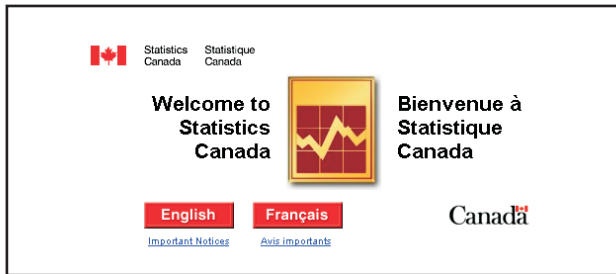 Statistics Canada
Statistique Canada
Welcome to
Statistics
Canada
Bienvenue à
Statistique
Canada
English
Français
Important Notices
Avis importants
Canada